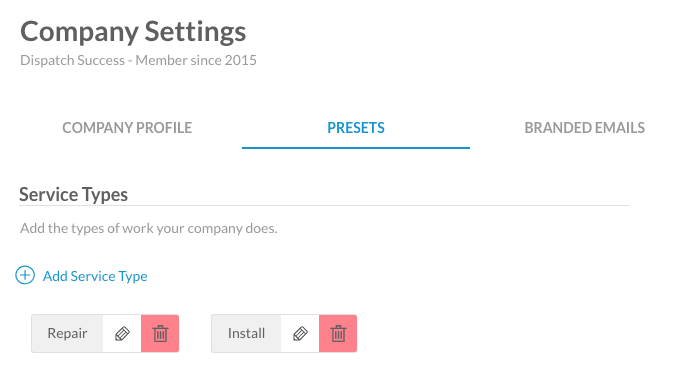 Company Settings
Dispatch Success - Member since 2015
COMPANY PROFILE PRESETS BRANDED EMAILS
Service Types
Add the types of work your company does.
Add Service Type
Repair Install